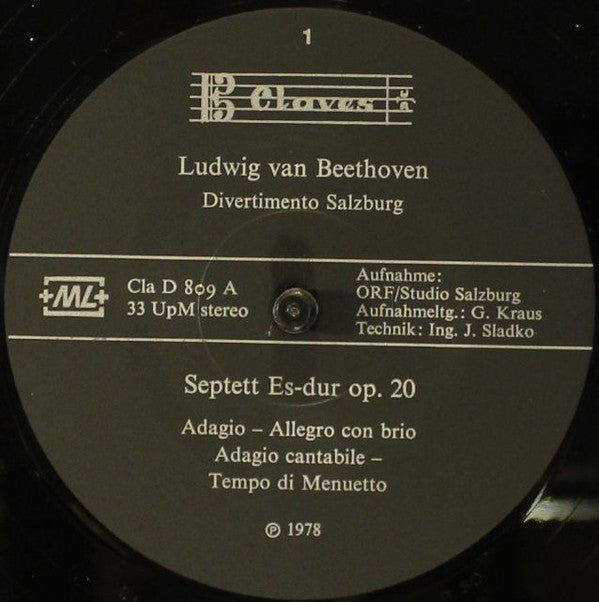 1
Claves
Ludwig van Beethoven
Divertimento Salzburg
+ML+
Cla D 809 A
33 UpM stereo
Aufnahme:
ORF/Studio Salzburg
Aufnahmeltg.: G. Kraus
Technik: Ing. J. Sladko
Septett Es-dur op. 20
Adagio – Allegro con brio
Adagio cantabile –
Tempo di Menuetto
℗ 1978